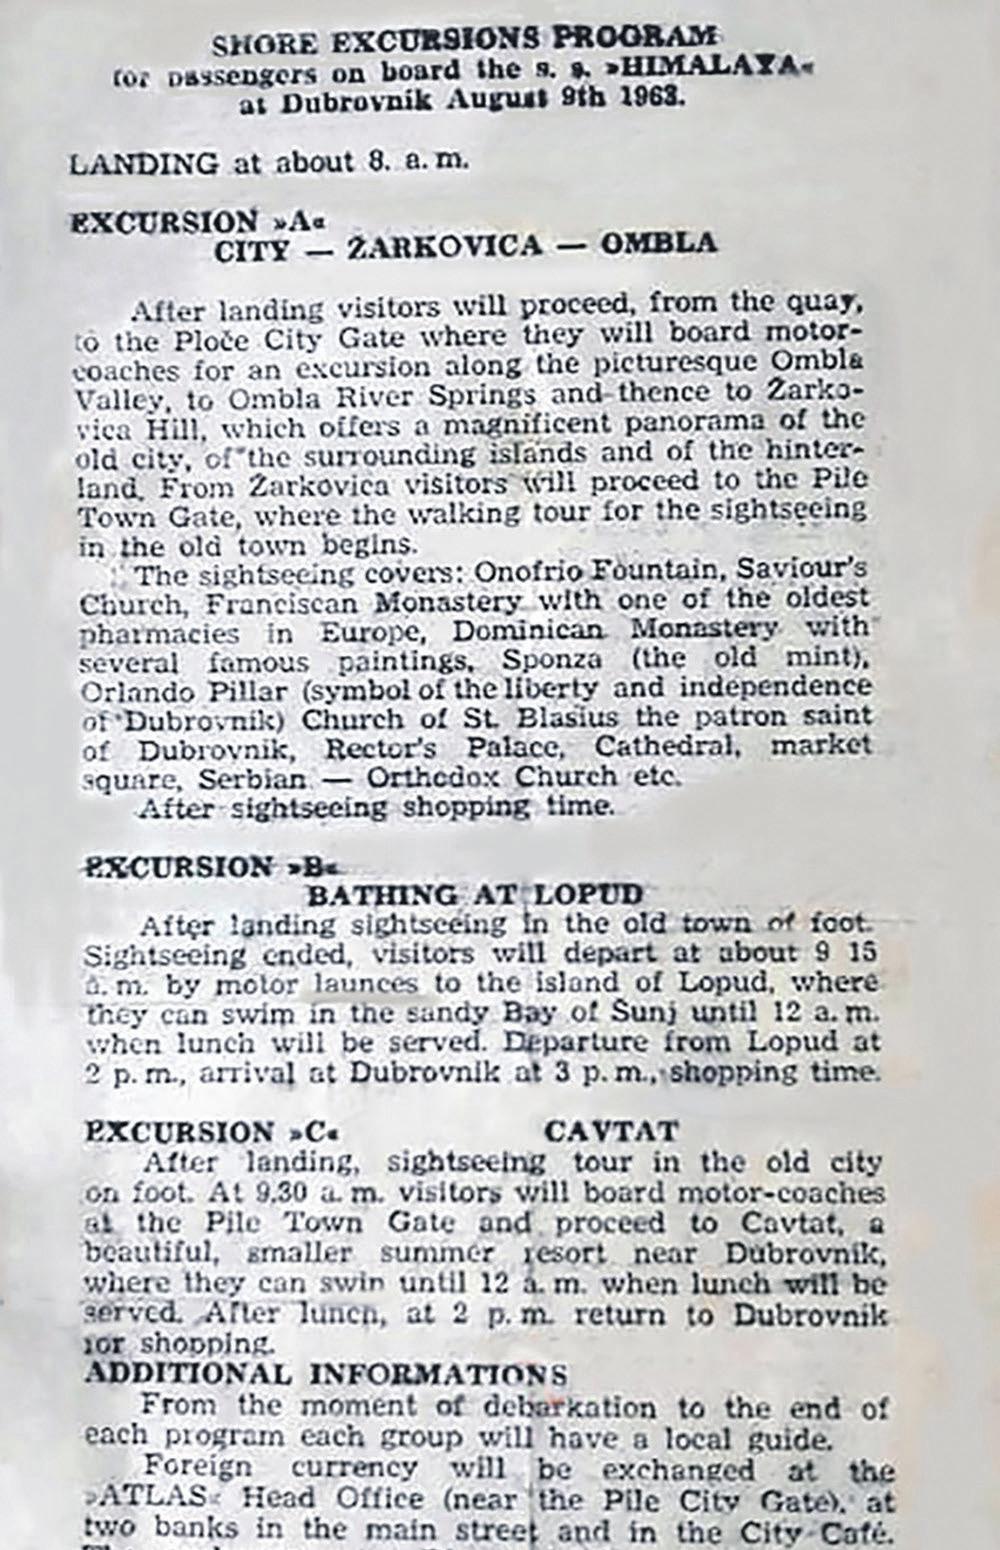 SHORE EXCURSIONS PROGRAM
for passengers on board the s. s. »HIMALAYA«
at Dubrovnik August 9th 1963.
LANDING at about 8. a. m.
EXCURSION »A«
CITY — ŽARKOVICA — OMBLA
After landing visitors will proceed, from the quay,
to the Ploče City Gate where they will board motor-
coaches for an excursion along the picturesque Ombla
Valley, to Ombla River Springs and thence to Žarko-
vica Hill, which offers a magnificent panorama of the
old city, of the surrounding islands and of the hinter-
land. From Žarkovica visitors will proceed to the Pile
Town Gate, where the walking tour for the sightseeing
in the old town begins.
The sightseeing covers: Onofrio Fountain, Saviour's
Church, Franciscan Monastery with one of the oldest
pharmacies in Europe, Dominican Monastery with
several famous paintings, Sponza (the old mint),
Orlando Pillar (symbol of the liberty and independence
of Dubrovnik) Church of St. Blasius the patron saint
of Dubrovnik, Rector's Palace, Cathedral, market
square, Serbian — Orthodox Church etc.
After sightseeing shopping time.
EXCURSION »B«
BATHING AT LOPUD
After landing sightseeing in the old town of foot.
Sightseeing ended, visitors will depart at about 9 15
a. m. by motor launces to the island of Lopud, where
they can swim in the sandy Bay of Šunj until 12 a. m.
when lunch will be served. Departure from Lopud at
2 p. m., arrival at Dubrovnik at 3 p. m., shopping time.
EXCURSION »C« CAVTAT
After landing, sightseeing tour in the old city
on foot. At 9.30 a. m. visitors will board motor-coaches
at the Pile Town Gate and proceed to Cavtat, a
beautiful, smaller summer resort near Dubrovnik,
where they can swin until 12 a. m. when lunch will be
served. After lunch, at 2 p. m. return to Dubrovnik
for shopping.
ADDITIONAL INFORMATIONS
From the moment of debarkation to the end of
each program each group will have a local guide.
Foreign currency will be exchanged at the
»ATLAS« Head Office (near the Pile City Gate), at
two banks in the main street and in the City Café.